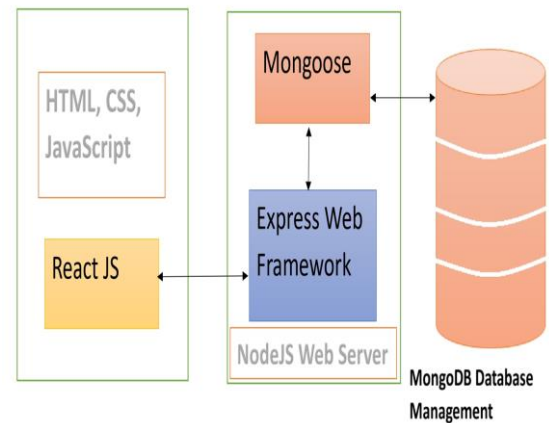 HTML, CSS,
JavaScript
React JS
Mongoose
Express Web
Framework
NodeJS Web Server
MongoDB Database
Management